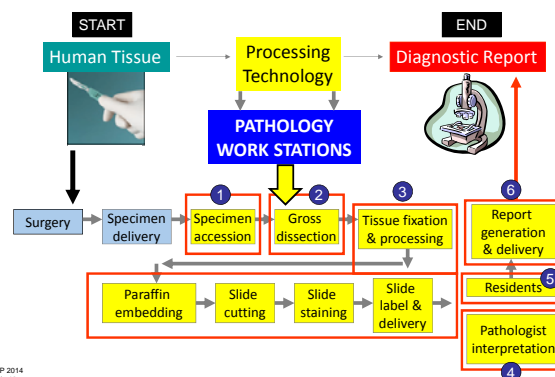 START
END
Human Tissue
Processing
Technology
Diagnostic Report
PATHOLOGY
WORK STATIONS
1
2
3
6
Surgery
Specimen
delivery
Specimen
accession
Gross
dissection
Tissue fixation
& processing
Report
generation
& delivery
Paraffin
embedding
Slide
cutting
Slide
staining
Slide
label &
delivery
Residents
5
Pathologist
interpretation
4
P 2014